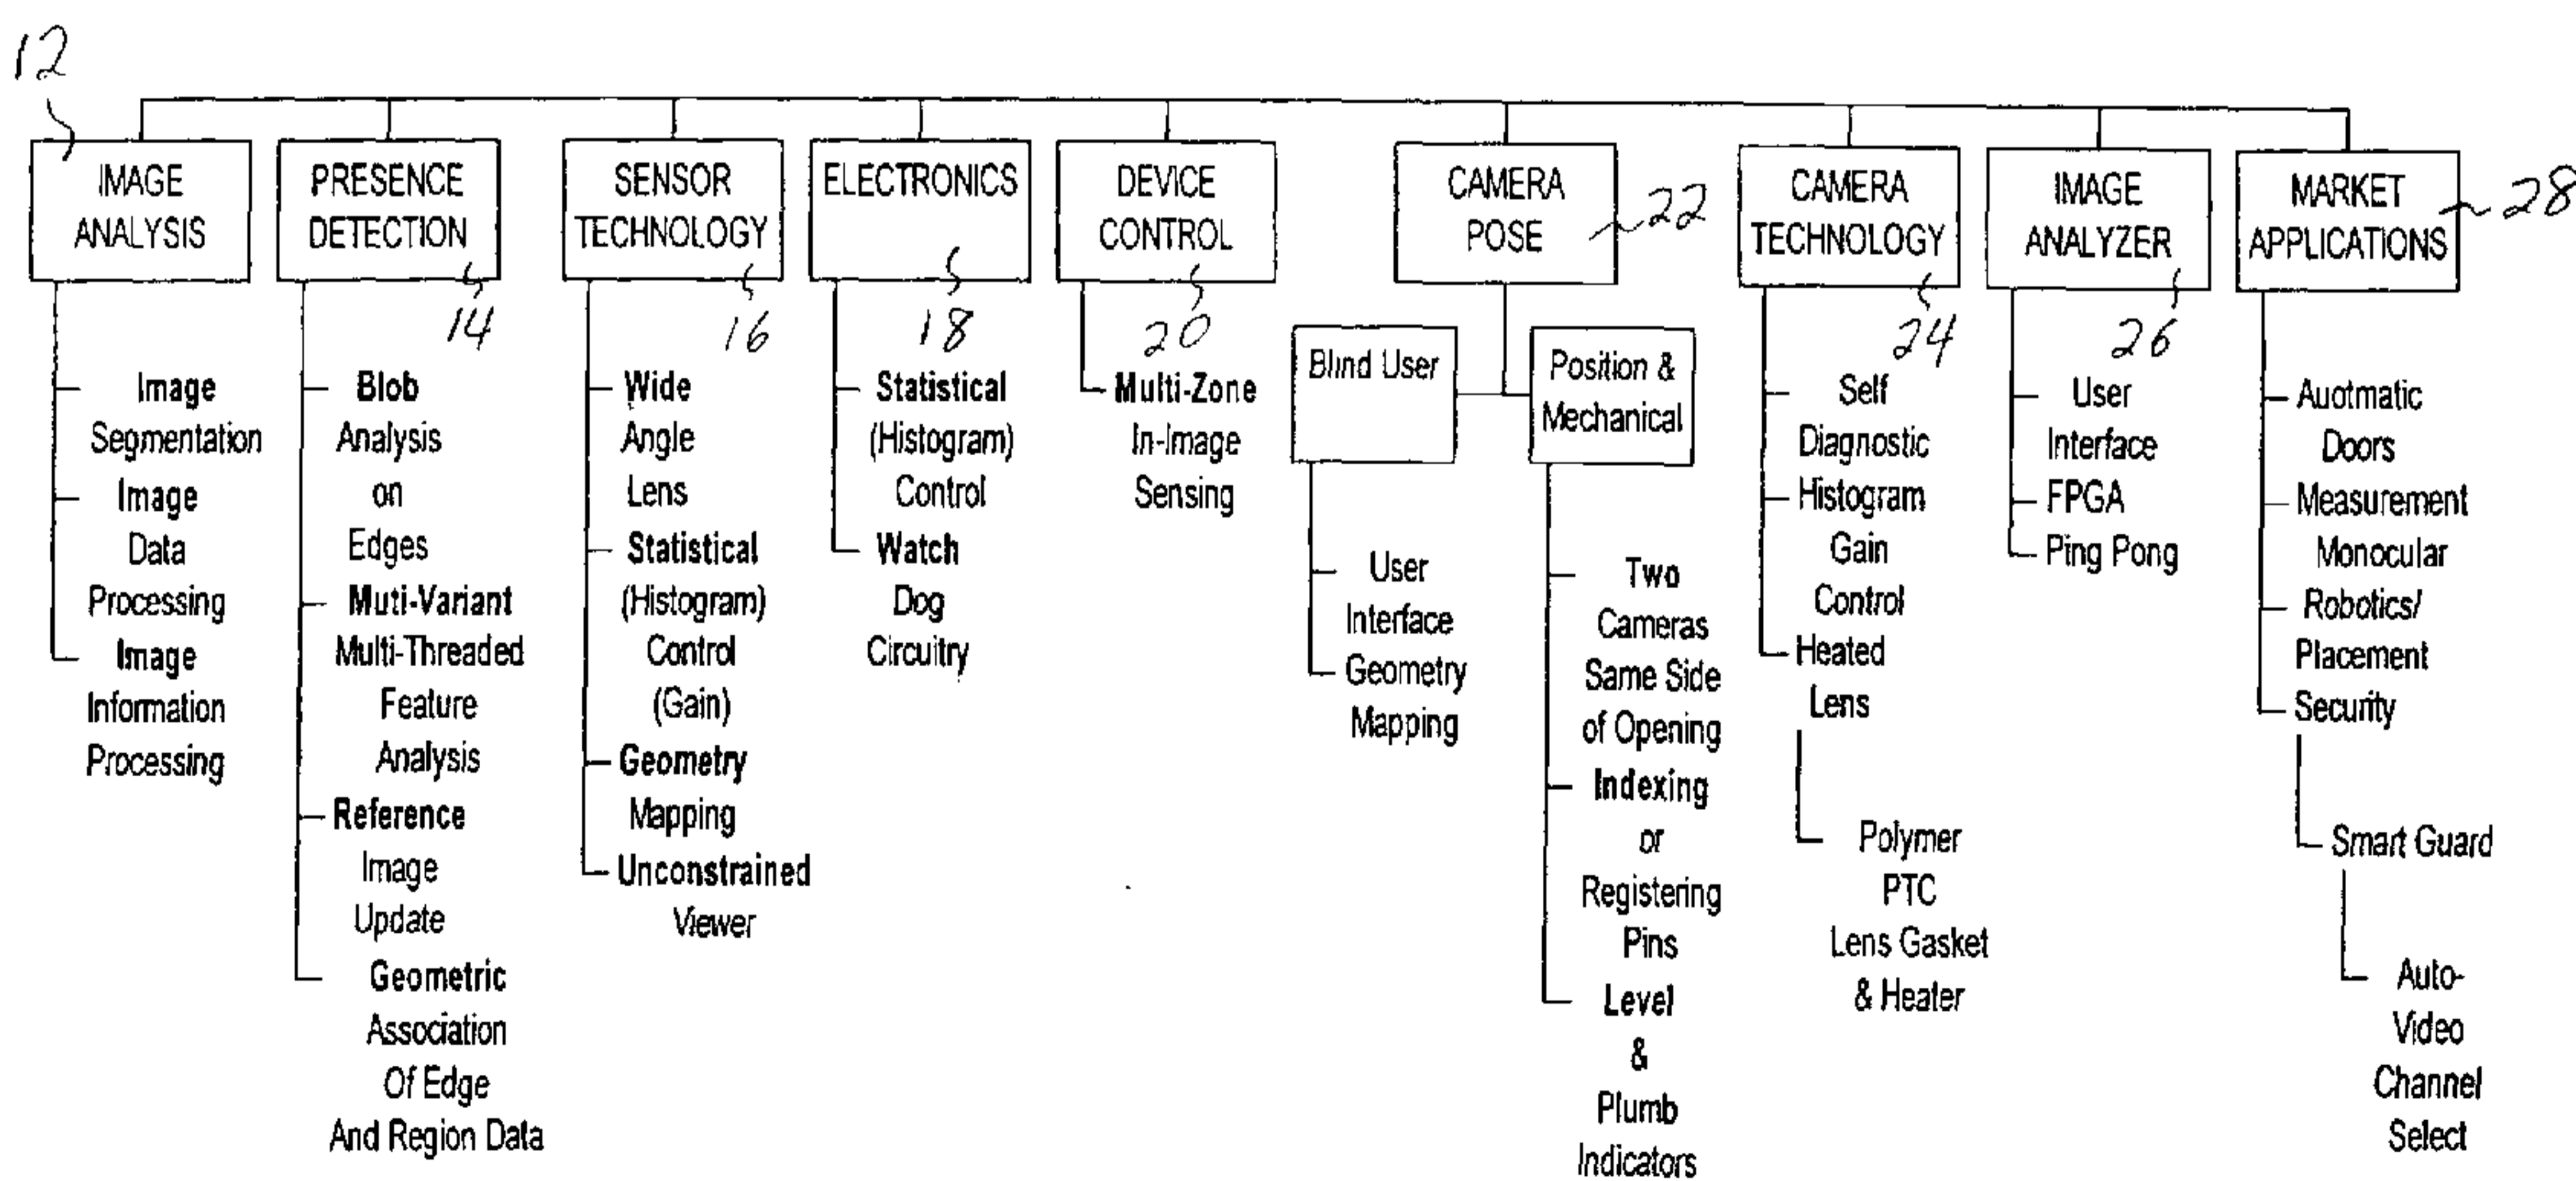 12
IMAGE
ANALYSIS
Image
Segmentation
Image
Data
Processing
Image
Information
Processing
PRESENCE
DETECTION
14
Blob
Analysis
on
Edges
Muti-Variant
Multi-Threaded
Feature
Analysis
Reference
Image
Update
Geometric
Association
Of Edge
And Region Data
SENSOR
TECHNOLOGY
16
Wide
Angle
Lens
Statistical
(Histogram)
Control
(Gain)
Geometry
Mapping
Unconstrained
Viewer
ELECTRONICS
18
Statistical
(Histogram)
Control
Watch
Dog
Circuitry
DEVICE
CONTROL
20
Multi-Zone
In-Image
Sensing
CAMERA
POSE
22
Blind User
User
Interface
Geometry
Mapping
Position &
Mechanical
Two
Cameras
Same Side
of Opening
Indexing
or
Registering
Pins
Level
&
Plumb
Indicators
CAMERA
TECHNOLOGY
24
Self
Diagnostic
Histogram
Gain
Control
Heated
Lens
Polymer
PTC
Lens Gasket
& Heater
IMAGE
ANALYZER
26
User
Interface
FPGA
Ping Pong
MARKET
APPLICATIONS
28
Auotmatic
Doors
Measurement
Monocular
Robotics/
Placement
Security
Smart Guard
Auto-
Video
Channel
Select